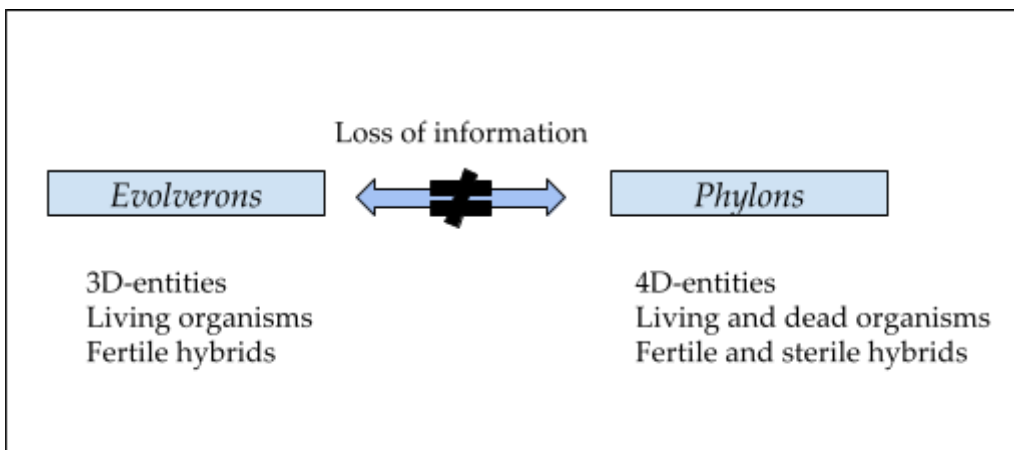 Loss of information
Evolverons
Phylons
3D-entities
Living organisms
Fertile hybrids
4D-entities
Living and dead organisms
Fertile and sterile hybrids